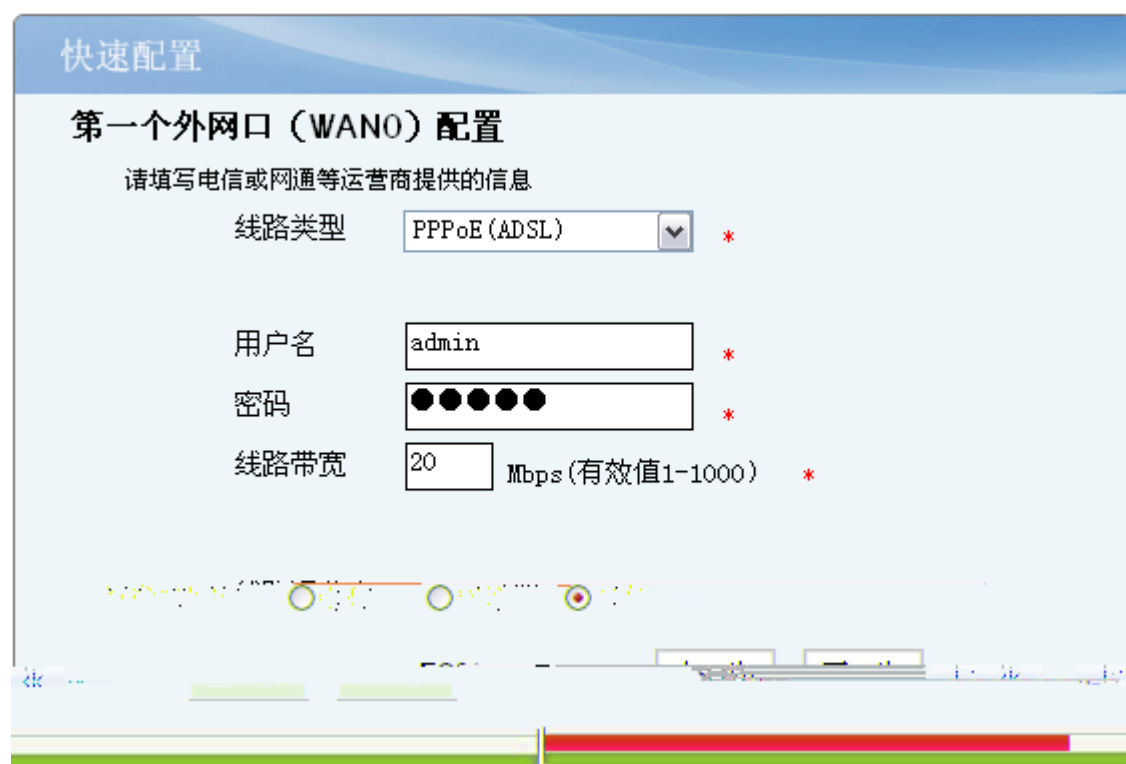 快速配置
第一个外网口（WAN0）配置
请填写电信或网通等运营商提供的信息
线路类型 PPPoE(ADSL) *
用户名 admin *
密码 ●●●●● *
线路带宽 20 Mbps(有效值1-1000) *